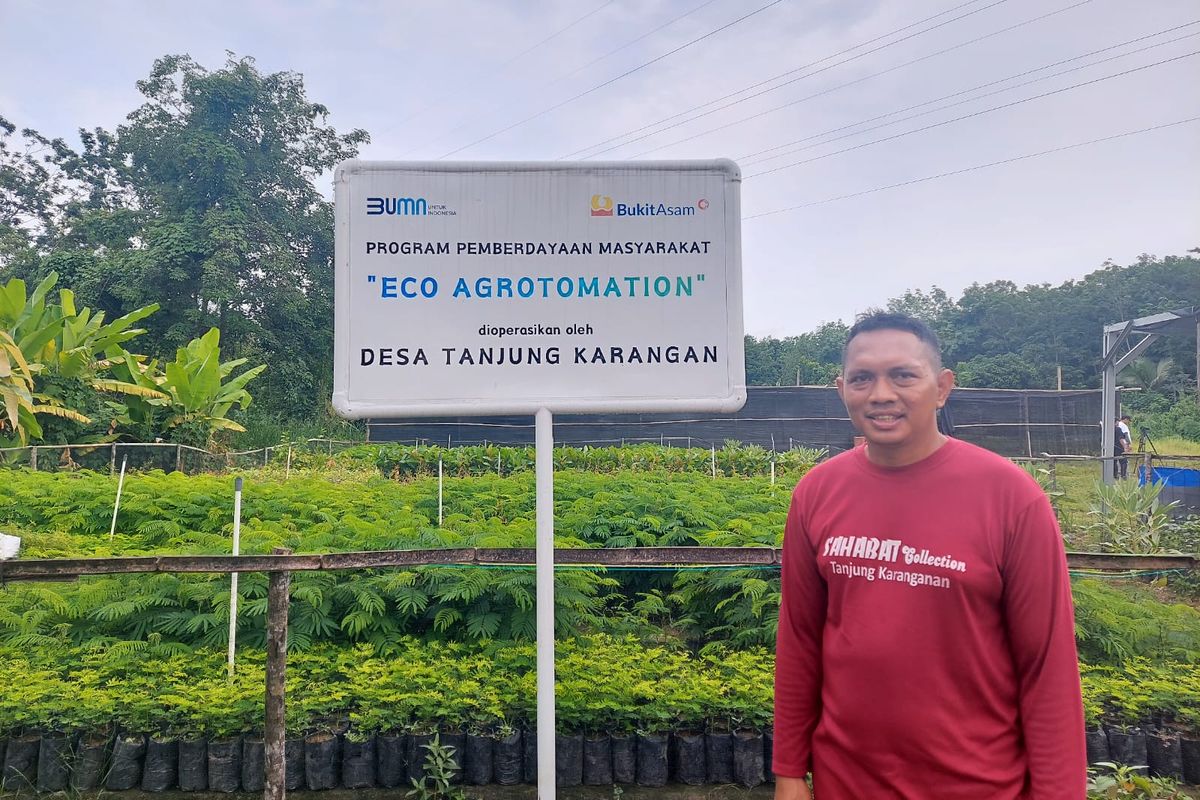 BUMN UNTUK INDONESIA
BukitAsam
PROGRAM PEMBERDAYAAN MASYARAKAT
"ECO AGROTOMATION"
dioperasikan oleh
DESA TANJUNG KARANGAN
SAHABAT Collection
Tanjung Karanganan